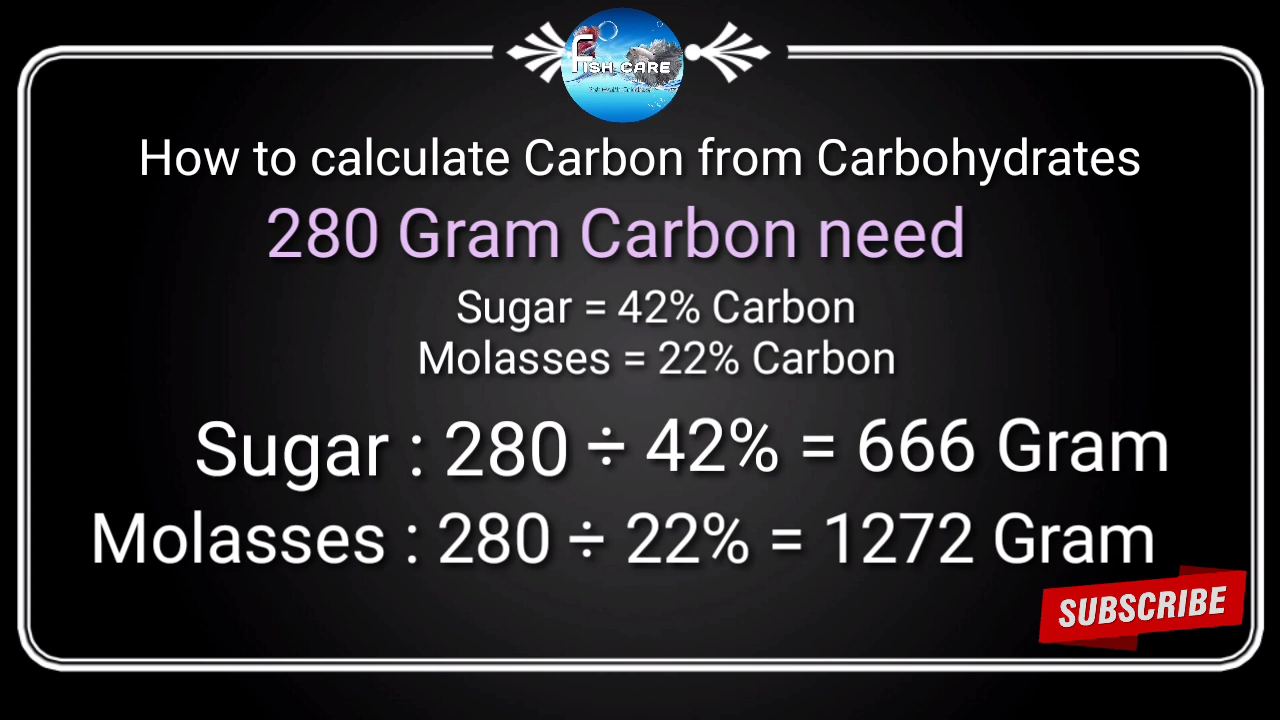 FISH CARE
How to calculate Carbon from Carbohydrates
280 Gram Carbon need
Sugar = 42% Carbon
Molasses = 22% Carbon
Sugar : 280 ÷ 42% = 666 Gram
Molasses : 280 ÷ 22% = 1272 Gram
SUBSCRIBE